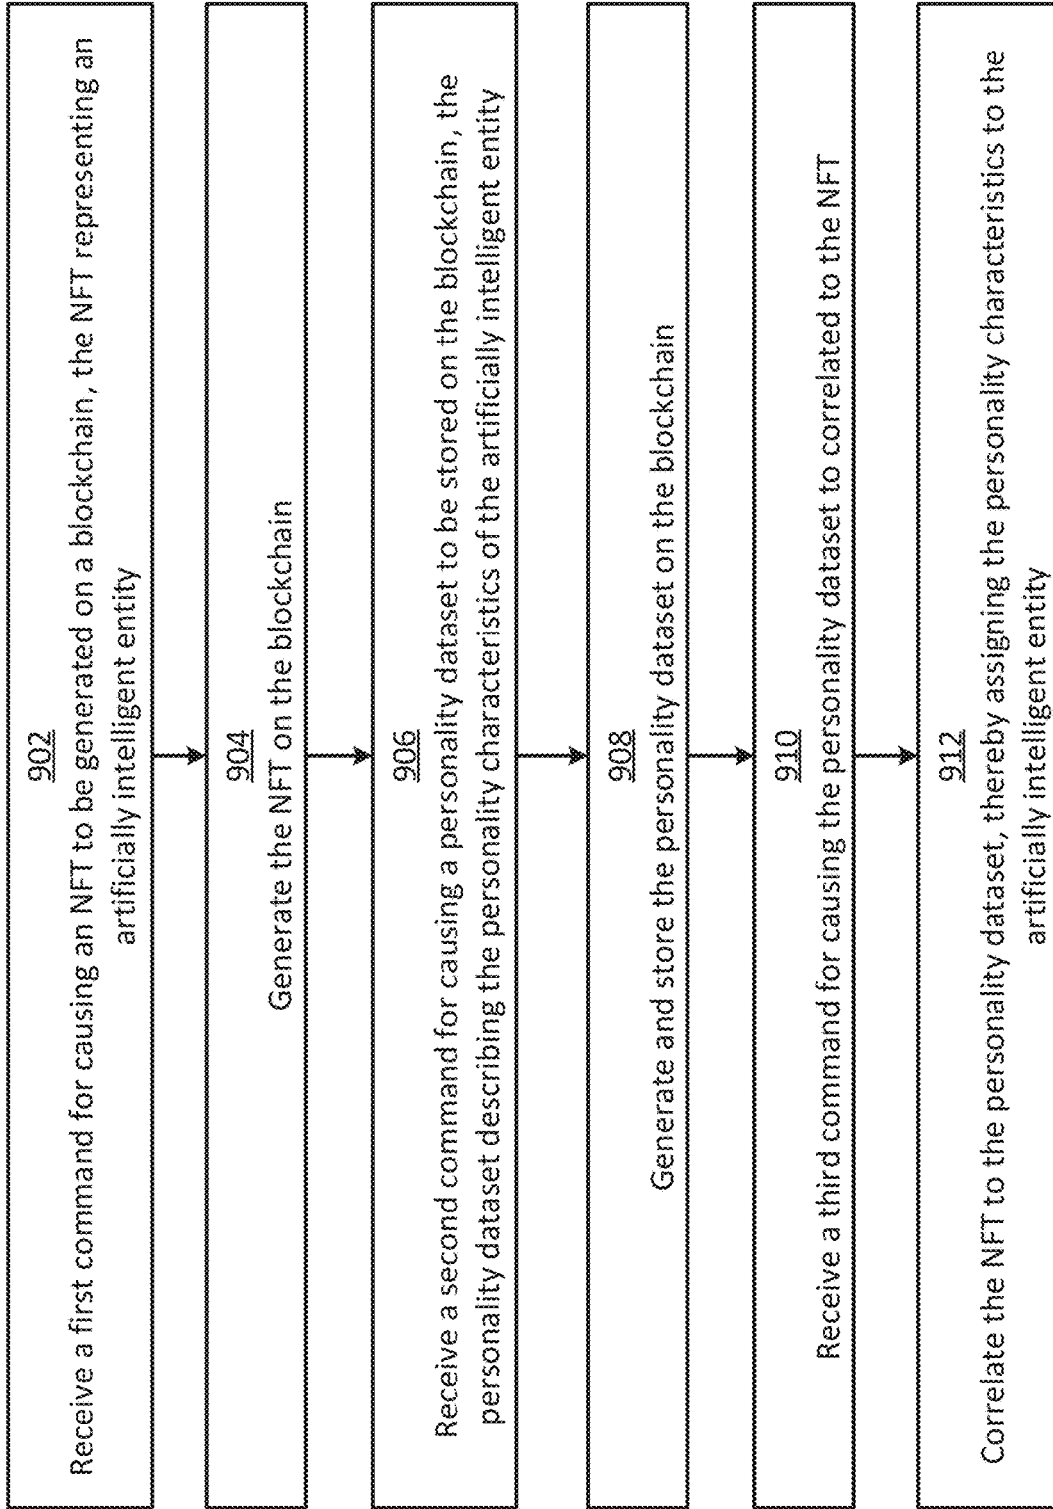 902
Receive a first command for causing an NFT to be generated on a blockchain, the NFT representing an
artificially intelligent entity
904
Generate the NFT on the blockchain
906
Receive a second command for causing a personality dataset to be stored on the blockchain, the
personality dataset describing the personality characteristics of the artificially intelligent entity
908
Generate and store the personality dataset on the blockchain
910
Receive a third command for causing the personality dataset to correlated to the NFT
912
Correlate the NFT to the personality dataset, thereby assigning the personality characteristics to the
artificially intelligent entity